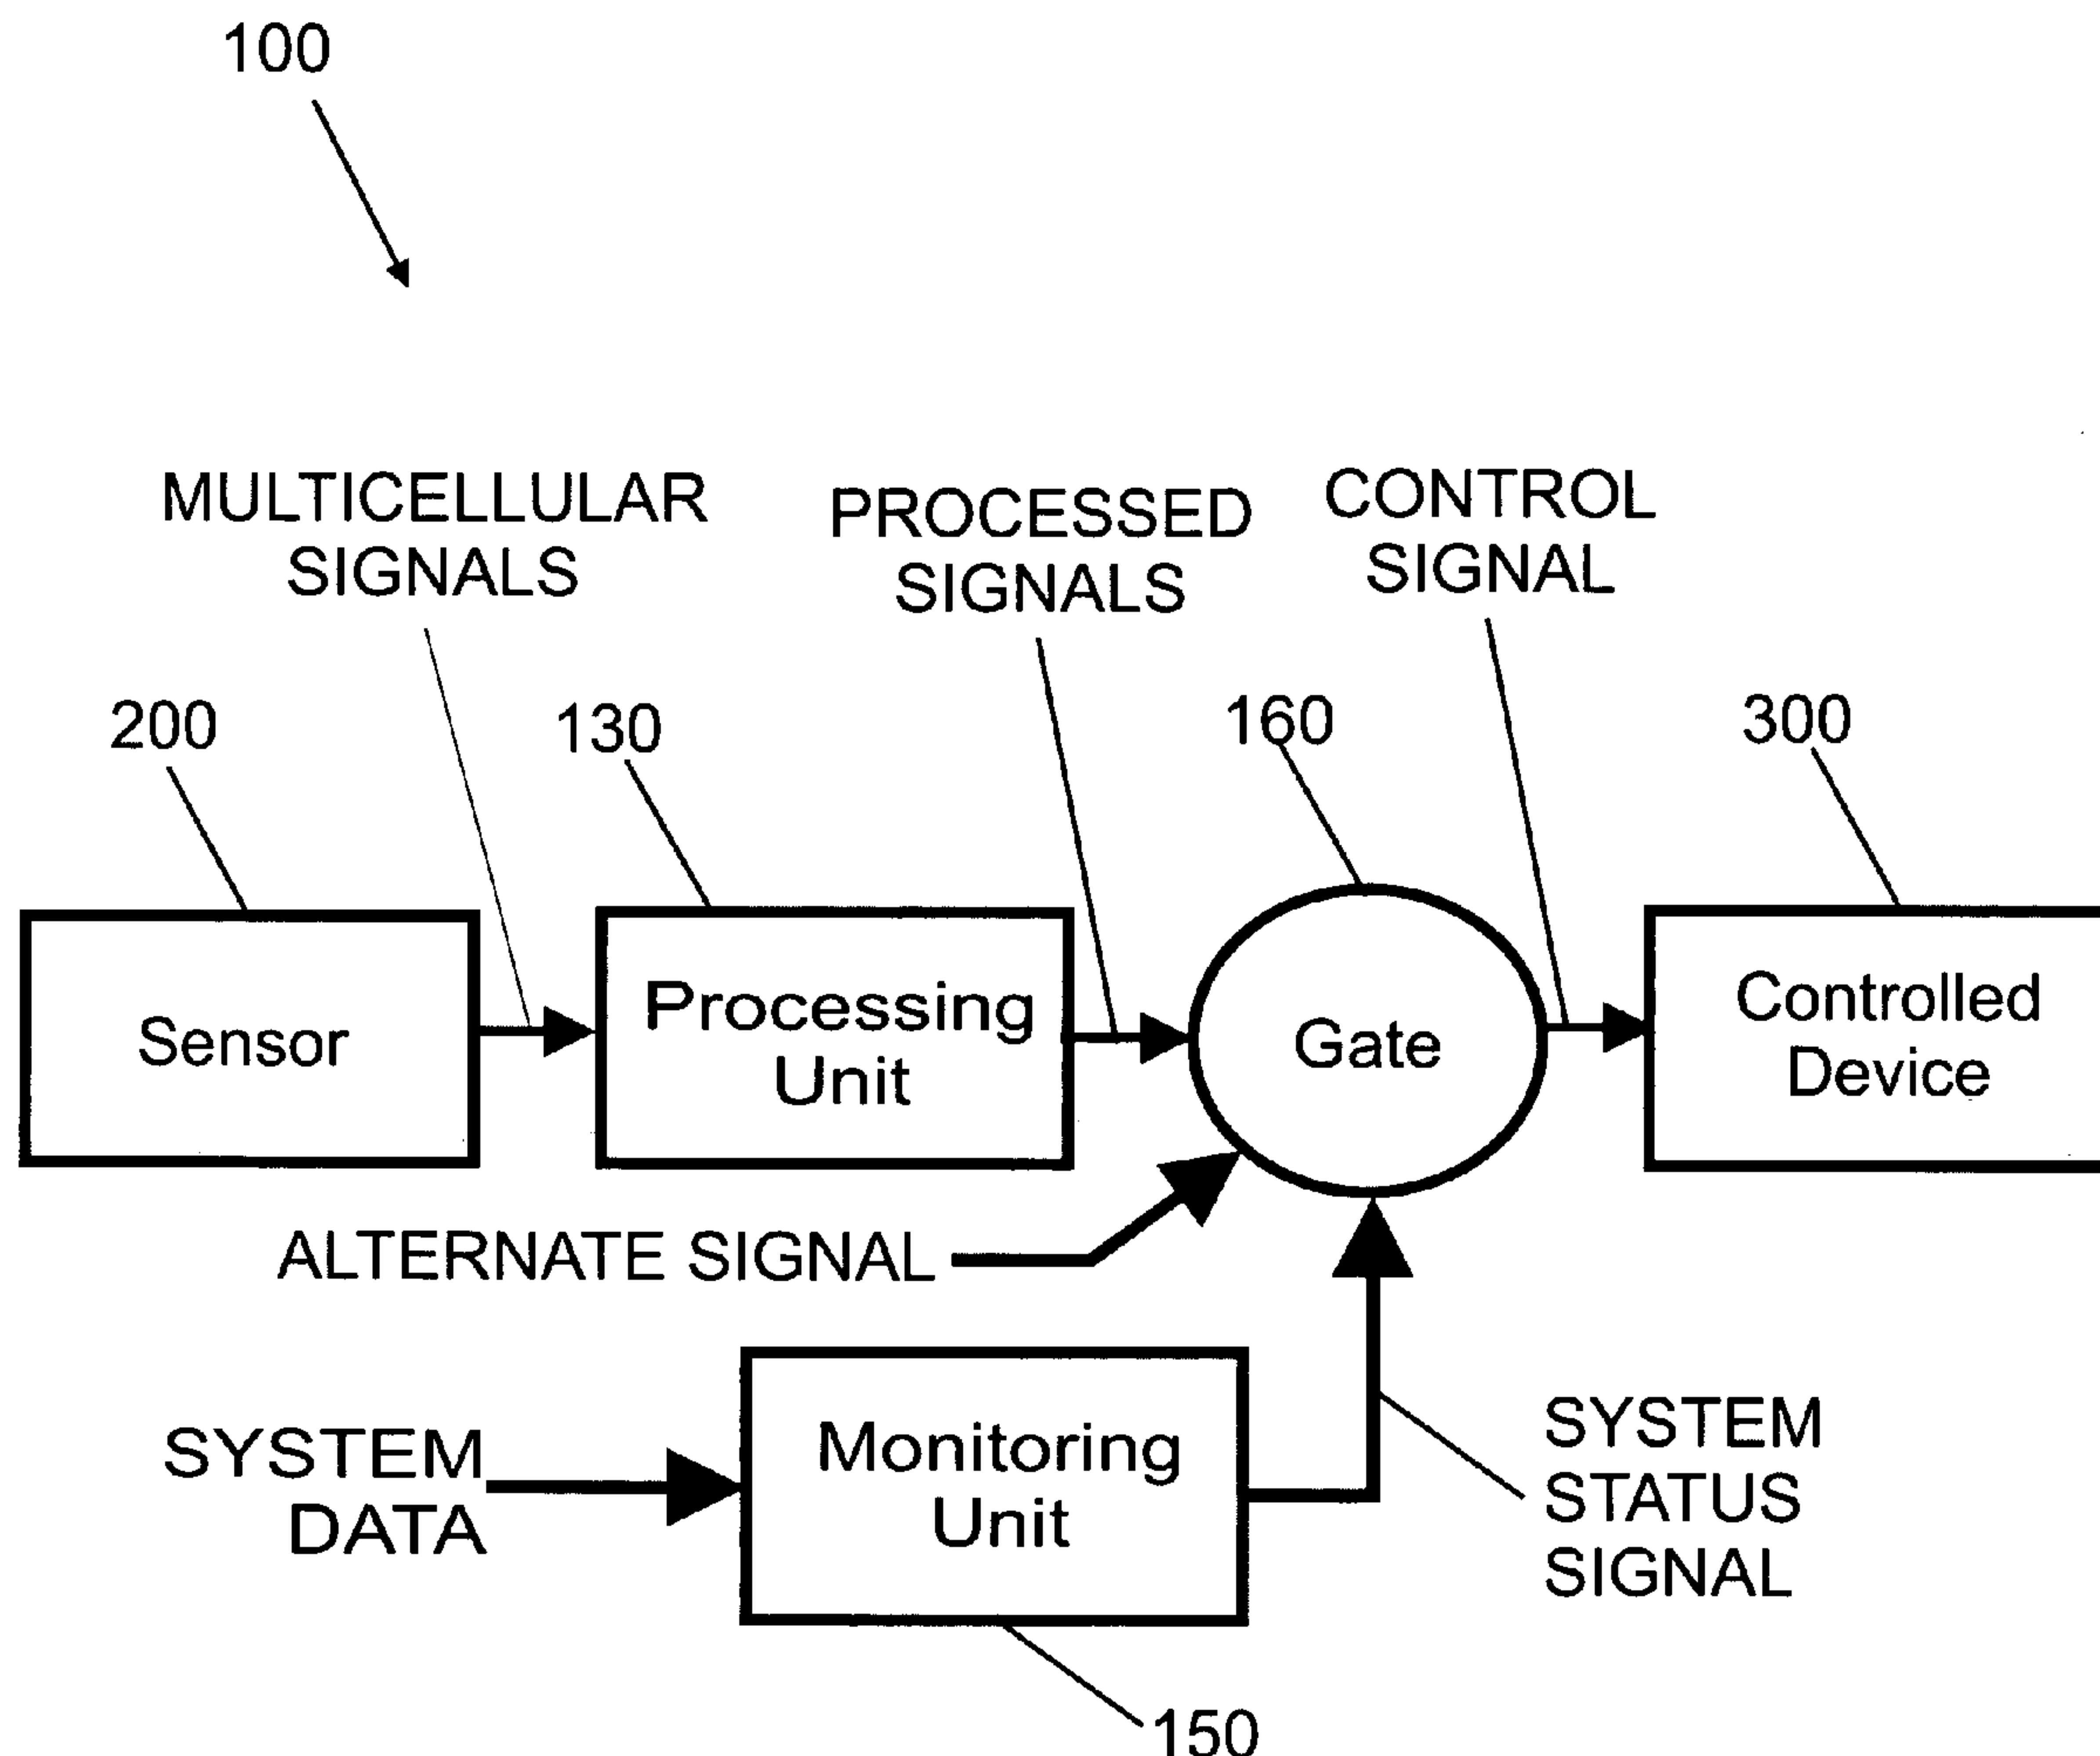 100
MULTICELLULAR
SIGNALS
PROCESSED
SIGNALS
CONTROL
SIGNAL
200
130
160
300
Sensor
Processing
Unit
Gate
Controlled
Device
ALTERNATE SIGNAL
SYSTEM
DATA
Monitoring
Unit
SYSTEM
STATUS
SIGNAL
150